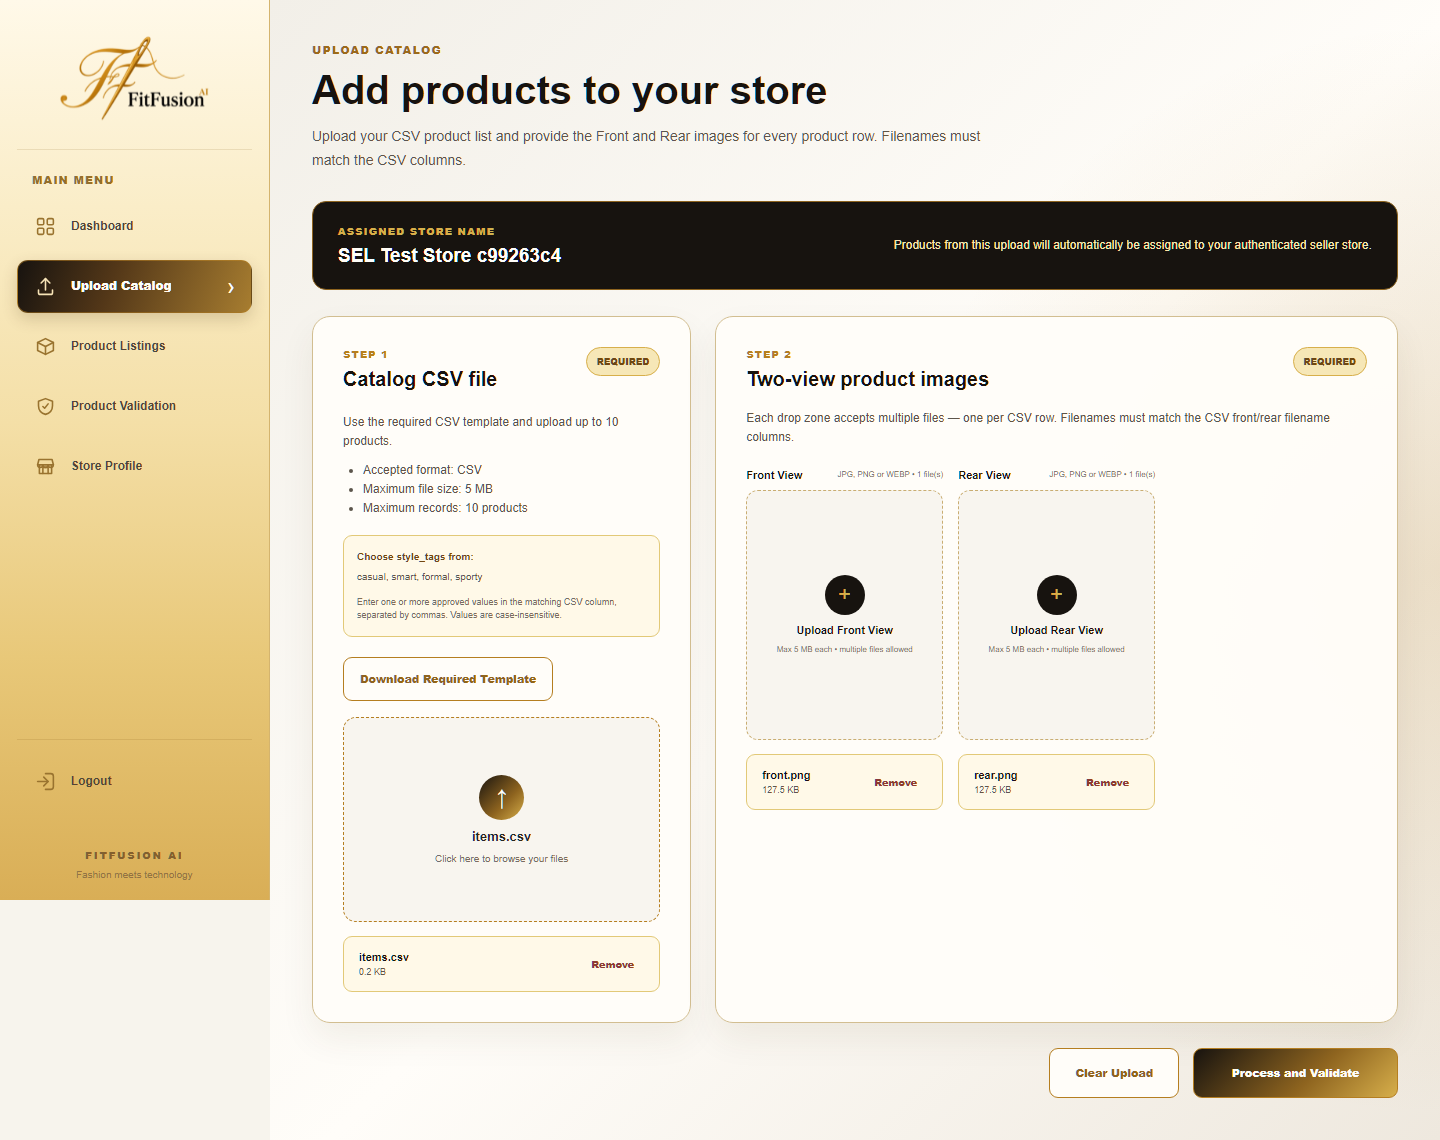 FitFusion AI
MAIN MENU
Dashboard
Upload Catalog
Product Listings
Product Validation
Store Profile
Logout
FITFUSION AI
Fashion meets technology
UPLOAD CATALOG
Add products to your store
Upload your CSV product list and provide the Front and Rear images for every product row. Filenames must
match the CSV columns.
ASSIGNED STORE NAME
SEL Test Store c99263c4
Products from this upload will automatically be assigned to your authenticated seller store.
STEP 1
REQUIRED
Catalog CSV file
Use the required CSV template and upload up to 10
products.
• Accepted format: CSV
• Maximum file size: 5 MB
• Maximum records: 10 products
Choose style_tags from:
casual, smart, formal, sporty
Enter one or more approved values in the matching CSV column,
separated by commas. Values are case-insensitive.
Download Required Template
items.csv
Click here to browse your files
items.csv
0.2 KB
Remove
STEP 2
REQUIRED
Two-view product images
Each drop zone accepts multiple files — one per CSV row. Filenames must match the CSV front/rear filename
columns.
Front View
JPG, PNG or WEBP • 1 file(s)
Upload Front View
Max 5 MB each • multiple files allowed
front.png
127.5 KB
Remove
Rear View
JPG, PNG or WEBP • 1 file(s)
Upload Rear View
Max 5 MB each • multiple files allowed
rear.png
127.5 KB
Remove
Clear Upload
Process and Validate